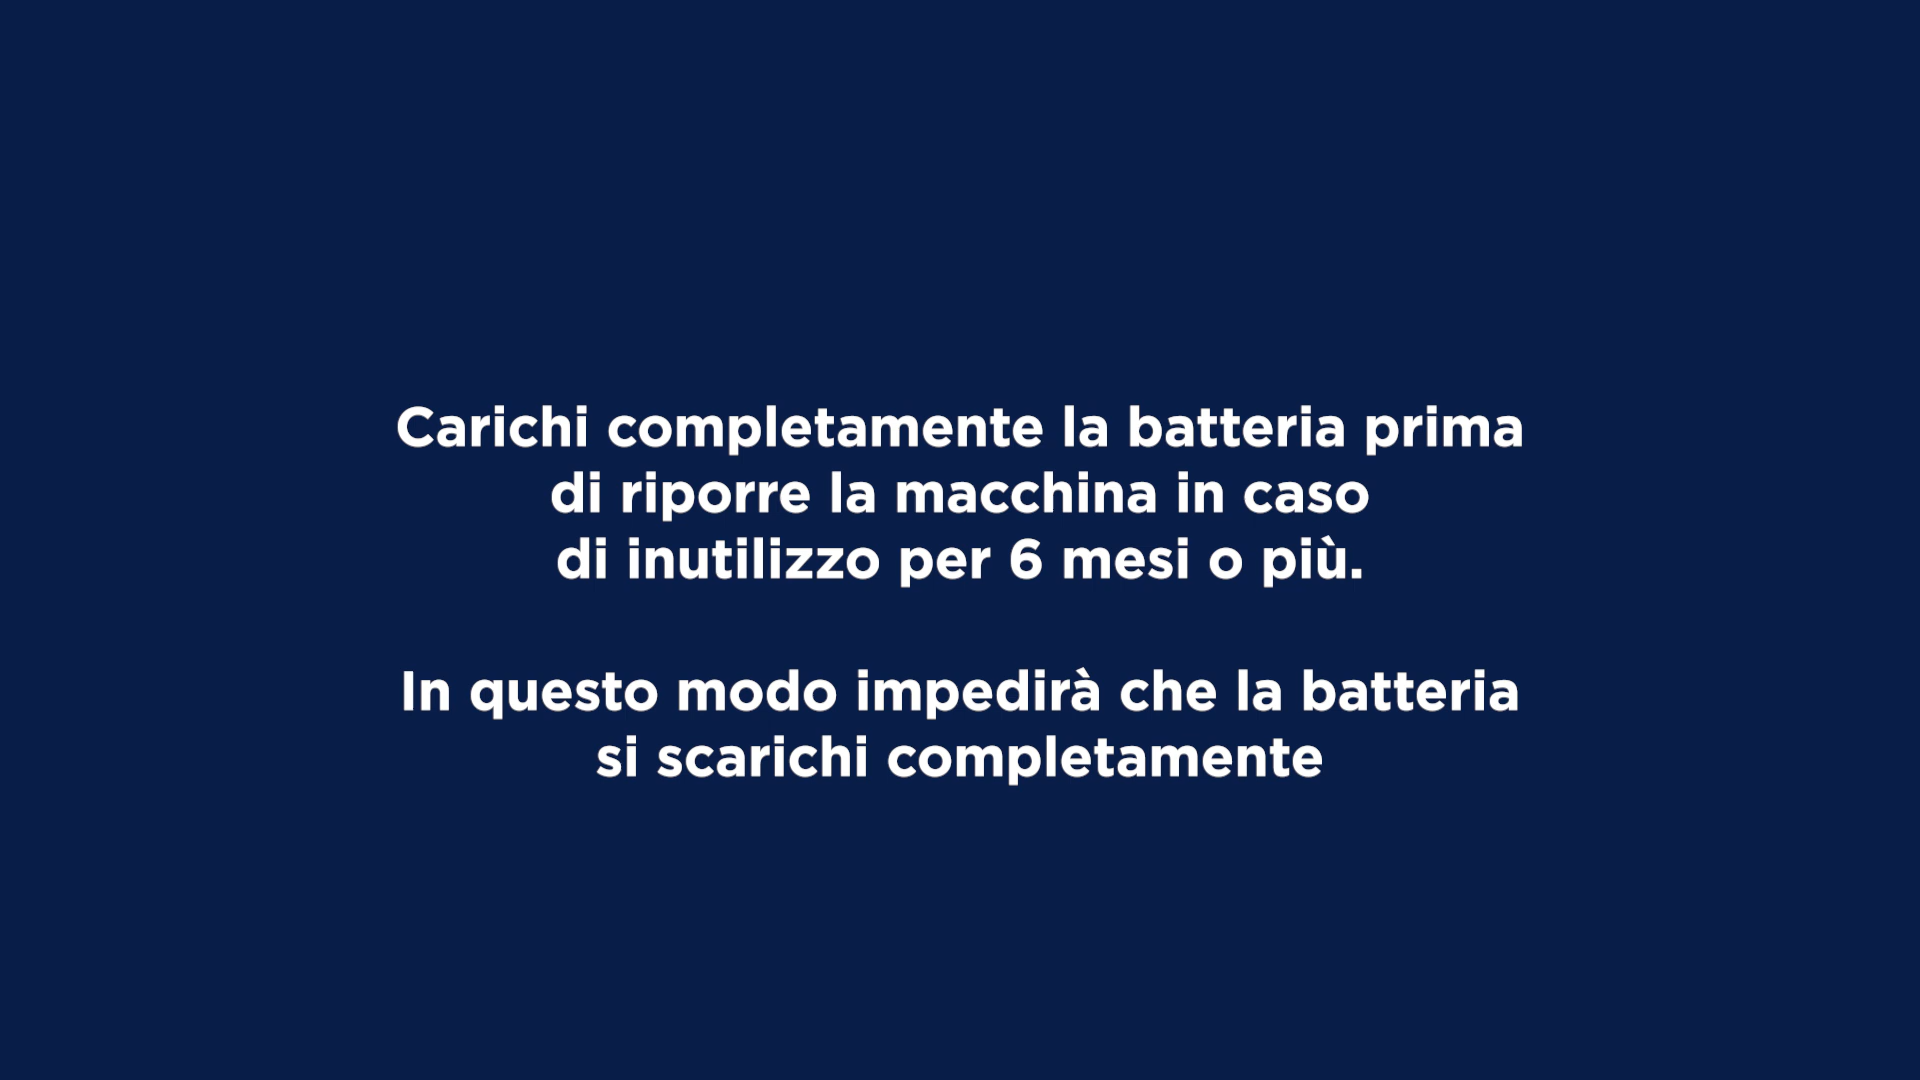 Carichi completamente la batteria prima
di riporre la macchina in caso
di inutilizzo per 6 mesi o più.
In questo modo impedirà che la batteria
si scarichi completamente